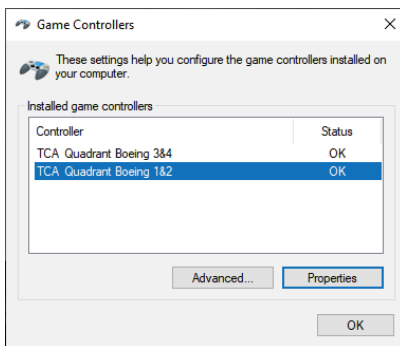 Game Controllers
These settings help you configure the game controllers installed on
your computer.
Installed game controllers
Controller Status
TCA Quadrant Boeing 3&4 OK
TCA Quadrant Boeing 1&2 OK
Advanced... Properties
OK